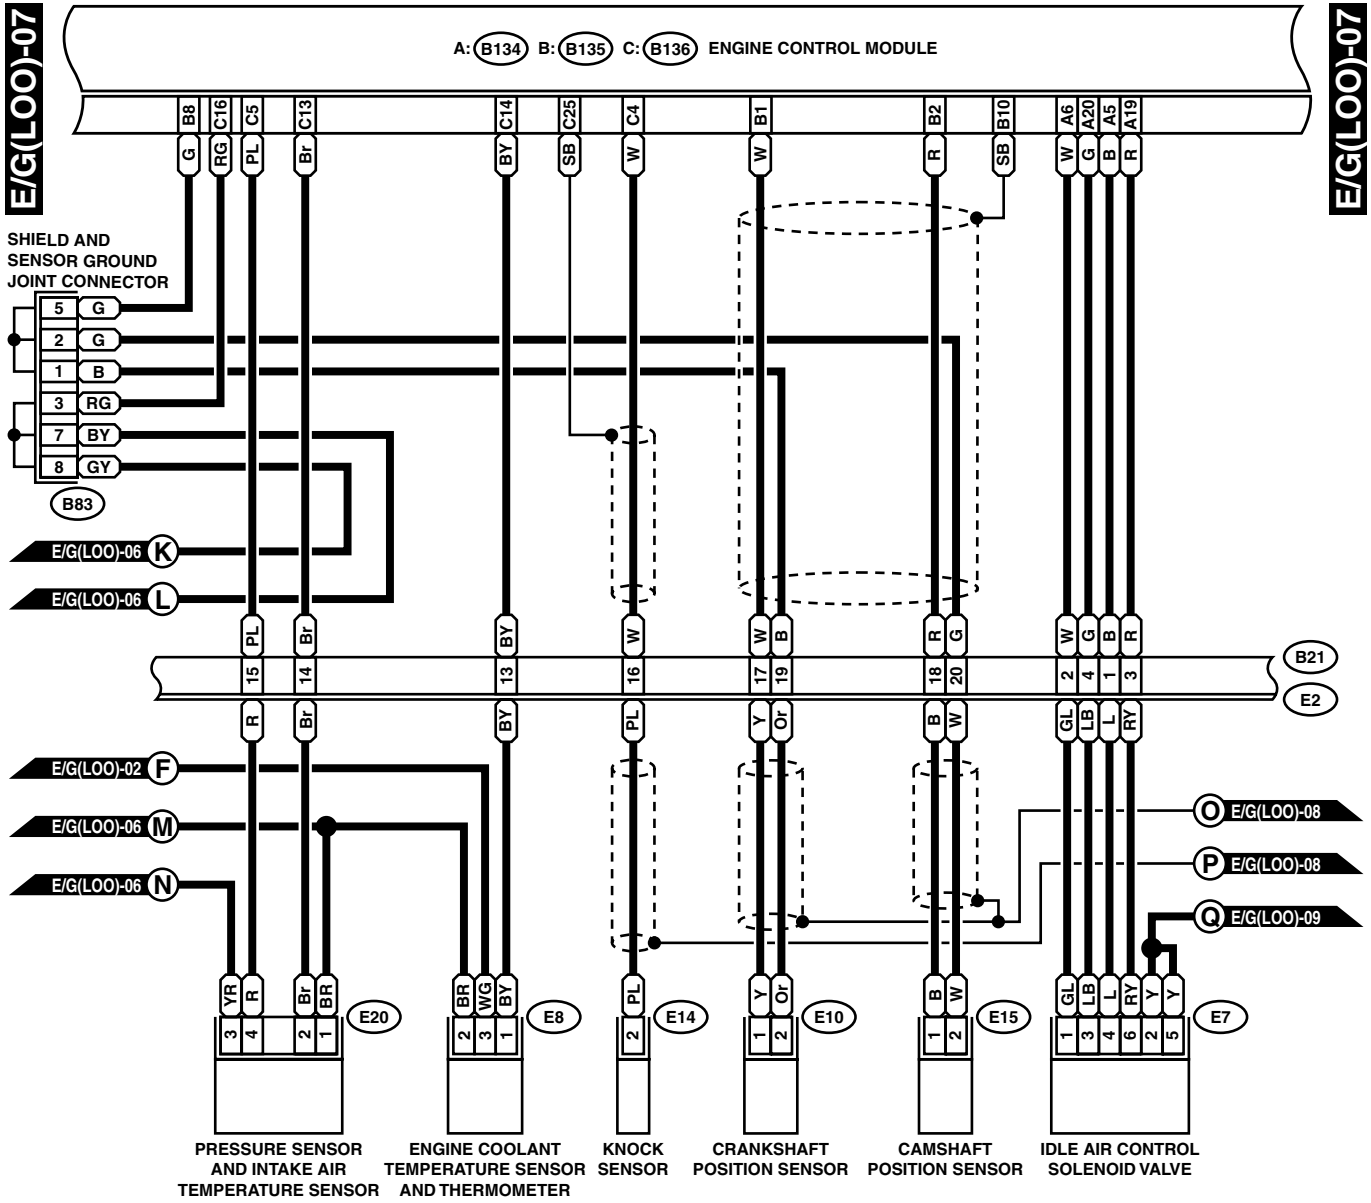 E/G(LOO)-07
E/G(LOO)-07
A: B134 B: B135 C: B136 ENGINE CONTROL MODULE
B8 C16 C5 C13 C14 C25 C4 B1 B2 B10 A6 A20 A5 A19
G RG PL Br BY SB W W R SB W G B R
SHIELD AND
SENSOR GROUND
JOINT CONNECTOR
5 G
2 G
1 B
3 RG
7 BY
8 GY
B83
E/G(LOO)-06 K
E/G(LOO)-06 L
PL Br BY W W B R G W G B R
15 14 13 16 17 19 18 20 2 4 1 3
B21
E2
R Br BY PL Y Or B W GL LB L RY
E/G(LOO)-02 F
E/G(LOO)-06 M
E/G(LOO)-06 N
O E/G(LOO)-08
P E/G(LOO)-08
Q E/G(LOO)-09
YR R Br BR BR WG BY PL Y Or B W GL LB L RY Y Y
E20 E8 E14 E10 E15 E7
3 4 2 1 2 3 1 2 1 2 1 2 1 3 4 6 2 5
PRESSURE SENSOR
AND INTAKE AIR
TEMPERATURE SENSOR
ENGINE COOLANT
TEMPERATURE SENSOR
AND THERMOMETER
KNOCK
SENSOR
CRANKSHAFT
POSITION SENSOR
CAMSHAFT
POSITION SENSOR
IDLE AIR CONTROL
SOLENOID VALVE